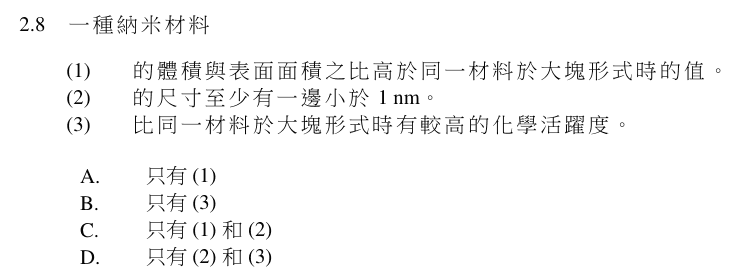 2.8 一種納米材料
(1) 的體積與表面面積之比高於同一材料於大塊形式時的值。
(2) 的尺寸至少有一邊小於 1 nm。
(3) 比同一材料於大塊形式時有較高的化學活躍度。
A. 只有 (1)
B. 只有 (3)
C. 只有 (1) 和 (2)
D. 只有 (2) 和 (3)